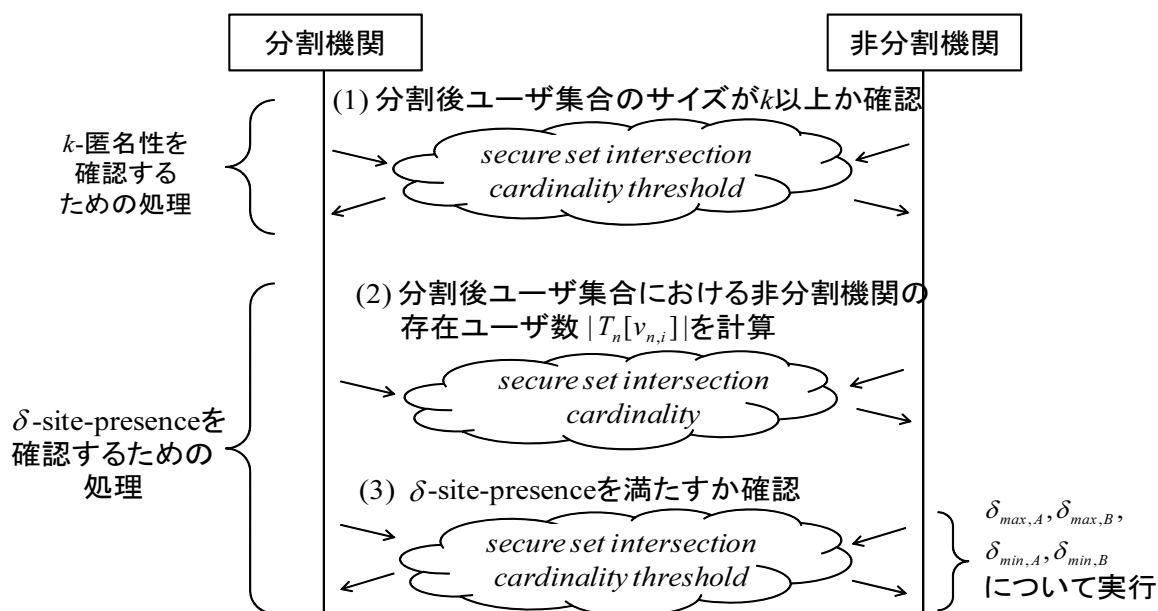 分割機関
非分割機関
(1) 分割後ユーザ集合のサイズがk以上か確認
k-匿名性を
確認する
ための処理
secure set intersection
cardinality threshold
(2) 分割後ユーザ集合における非分割機関の
存在ユーザ数 |T_n[v_{n,i}]|を計算
secure set intersection
cardinality
δ-site-presenceを
確認するための
処理
(3) δ-site-presenceを満たすか確認
secure set intersection
cardinality threshold
δ_{max,A}, δ_{max,B},
δ_{min,A}, δ_{min,B}
について実行